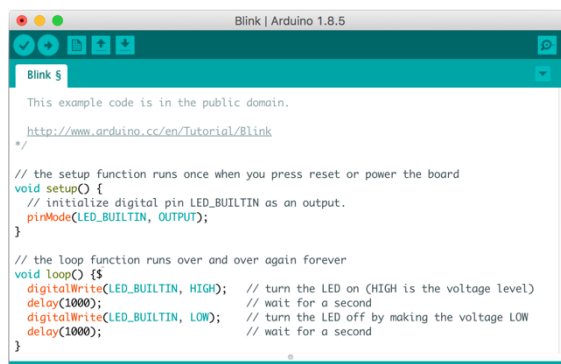 Blink | Arduino 1.8.5
Blink §
This example code is in the public domain.
http://www.arduino.cc/en/Tutorial/Blink
*/
// the setup function runs once when you press reset or power the board
void setup() {
// initialize digital pin LED_BUILTIN as an output.
pinMode(LED_BUILTIN, OUTPUT);
}
// the loop function runs over and over again forever
void loop() {$
digitalWrite(LED_BUILTIN, HIGH); // turn the LED on (HIGH is the voltage level)
delay(1000); // wait for a second
digitalWrite(LED_BUILTIN, LOW); // turn the LED off by making the voltage LOW
delay(1000); // wait for a second
}